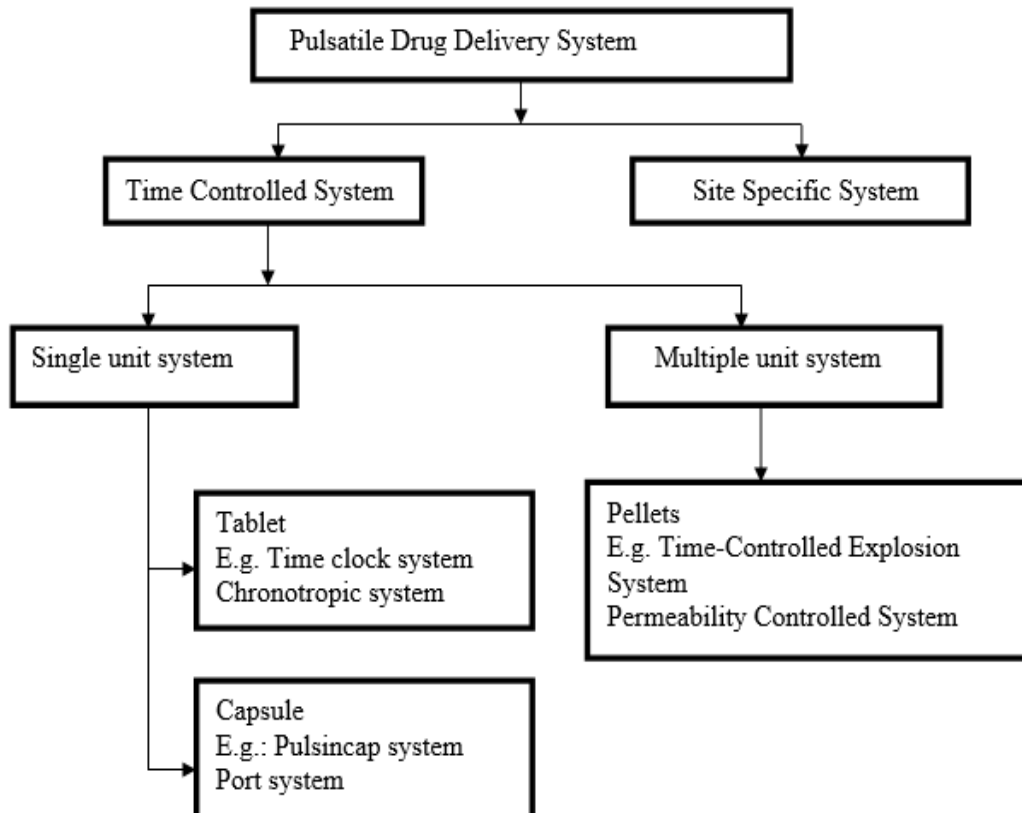 Pulsatile Drug Delivery System
Time Controlled System
Site Specific System
Single unit system
Multiple unit system
Tablet
E.g. Time clock system
Chronotropic system
Pellets
E.g. Time-Controlled Explosion
System
Permeability Controlled System
Capsule
E.g.: Pulsincap system
Port system